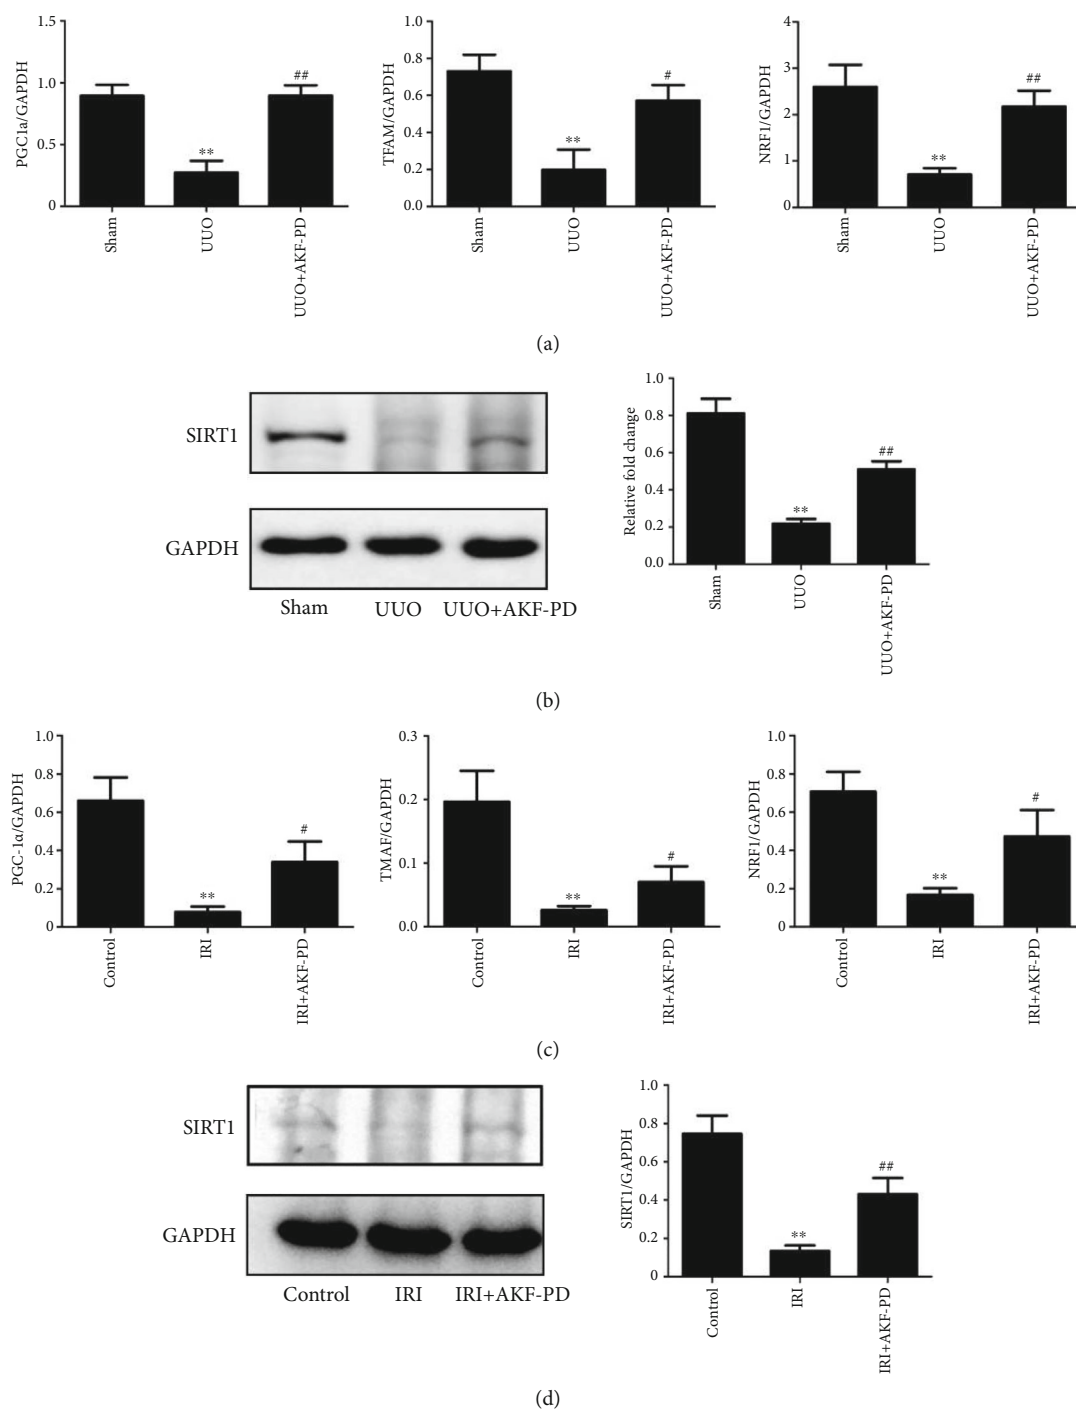 PGC1a/GAPDH
1.5
1.0
0.5
0
**
##
Sham
UUO
UUO+AKF-PD
TFAM/GAPDH
0.8
0.6
0.4
0.2
0.0
**
#
Sham
UUO
UUO+AKF-PD
NRF1/GAPDH
4
3
2
1
0
**
##
Sham
UUO
UUO+AKF-PD
(a)
SIRT1
GAPDH
Sham UUO UUO+AKF-PD
Relative fold change
1.0
0.8
0.6
0.4
0.2
0.0
**
##
Sham
UUO
UUO+AKF-PD
(b)
PGC-1α/GAPDH
1.0
0.8
0.6
0.4
0.2
0
**
#
Control
IRI
IRI+AKF-PD
TMAF/GAPDH
0.3
0.2
0.1
0.0
**
#
Control
IRI
IRI+AKF-PD
NRF1/GAPDH
1.0
0.8
0.6
0.4
0.2
0
**
#
Control
IRI
IRI+AKF-PD
(c)
SIRT1
GAPDH
Control IRI IRI+AKF-PD
SIRT1/GAPDH
1.0
0.8
0.6
0.4
0.2
0
**
##
Control
IRI
IRI+AKF-PD
(d)